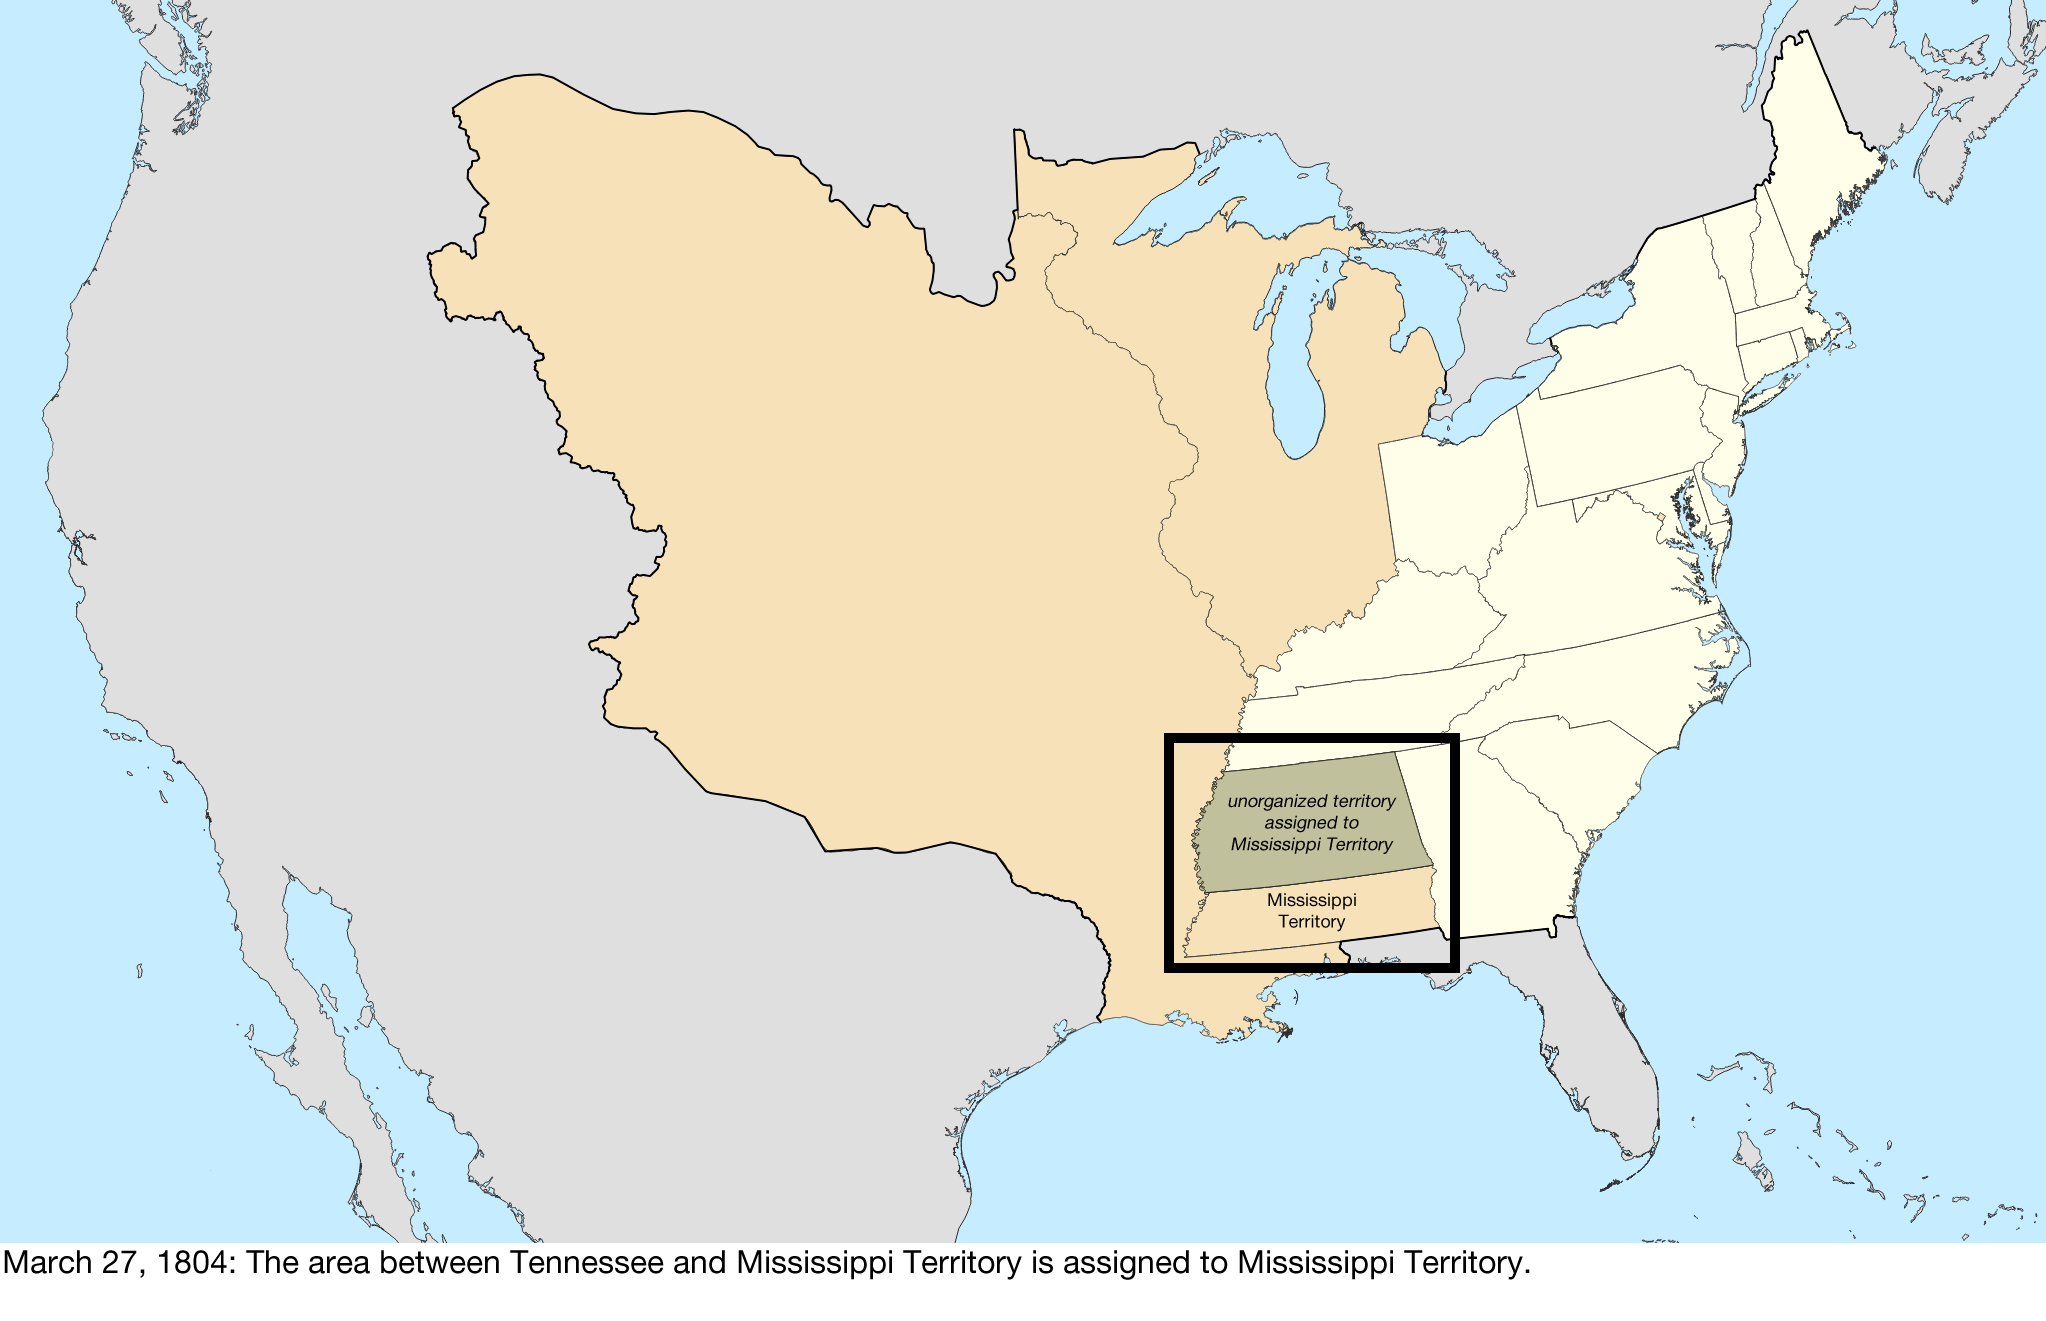 unorganized territory
assigned to
Mississippi Territory
Mississippi
Territory
March 27, 1804: The area between Tennessee and Mississippi Territory is assigned to Mississippi Territory.